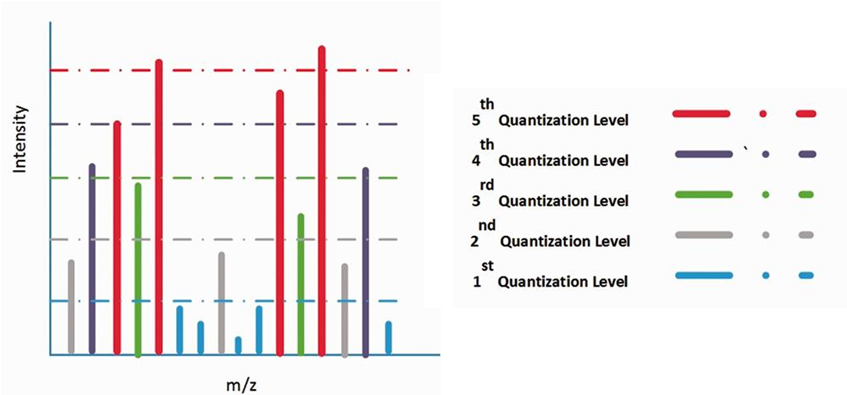 Intensity
m/z
5th Quantization Level
4th Quantization Level
3rd Quantization Level
2nd Quantization Level
1st Quantization Level